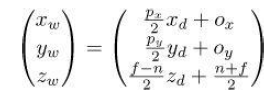 x_w = p_x/2 x_d + o_x
y_w = p_y/2 y_d + o_y
z_w = f−n/2 z_d + n+f/2